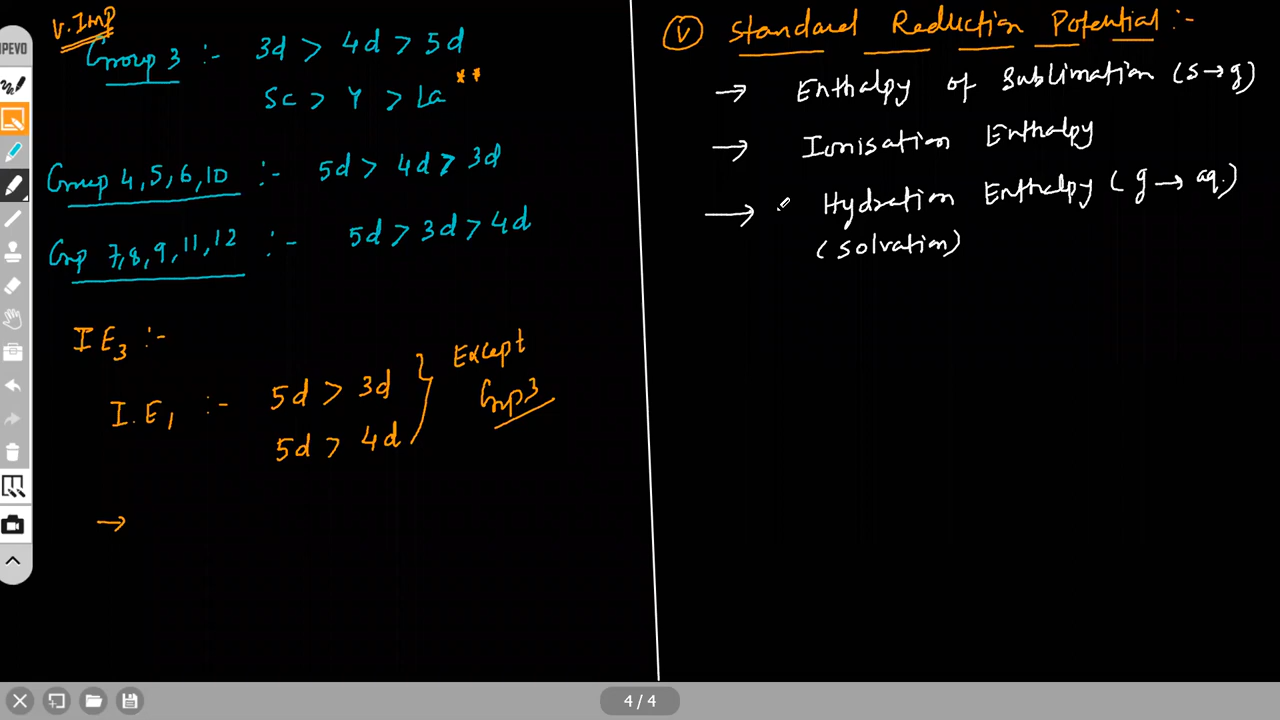 IPEVO
V.Imp
Group 3 :- 3d > 4d > 5d
Sc > Y > La **
Group 4,5,6,10 :- 5d > 4d > 3d
Grp 7,8,9,11,12 :- 5d > 3d > 4d
IE3 :-
I.E1 :- 5d > 3d
5d > 4d
Except
Grp3
→
(v) Standard Reduction Potential :-
→ Enthalpy of Sublimation (s→g)
→ Ionisation Enthalpy
→ Hydration Enthalpy (g → aq.)
(solvation)
4 / 4